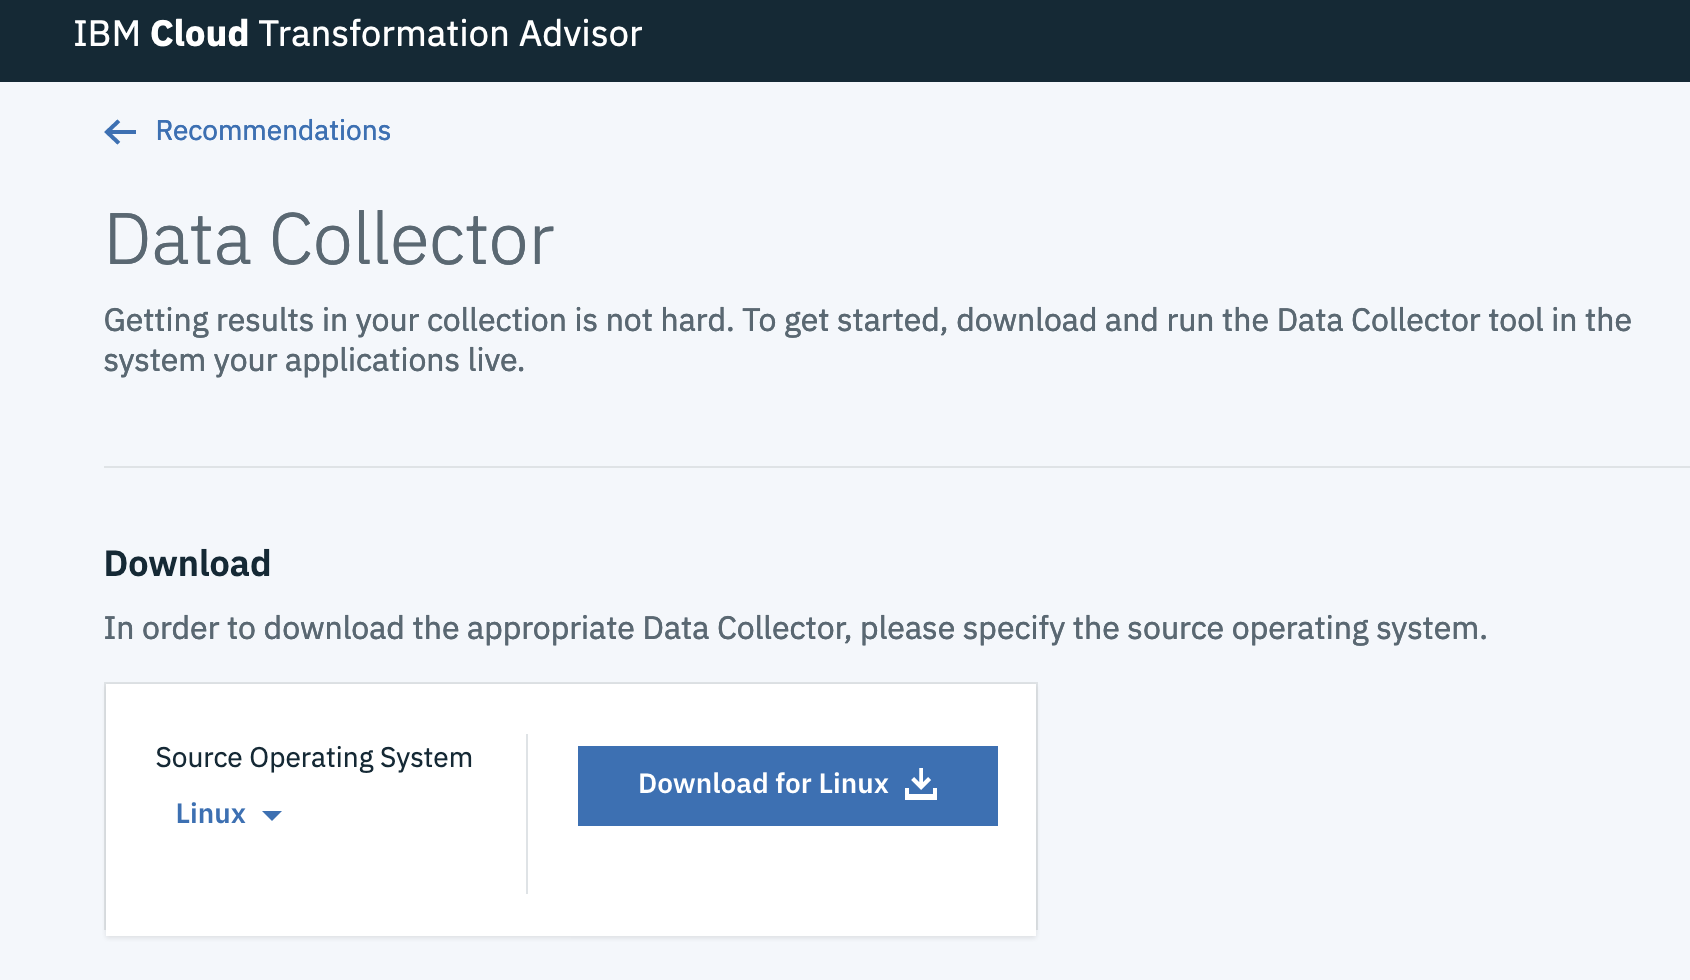 IBM Cloud Transformation Advisor
Recommendations
Data Collector
Getting results in your collection is not hard. To get started, download and run the Data Collector tool in the
system your applications live.
Download
In order to download the appropriate Data Collector, please specify the source operating system.
Source Operating System
Linux
Download for Linux